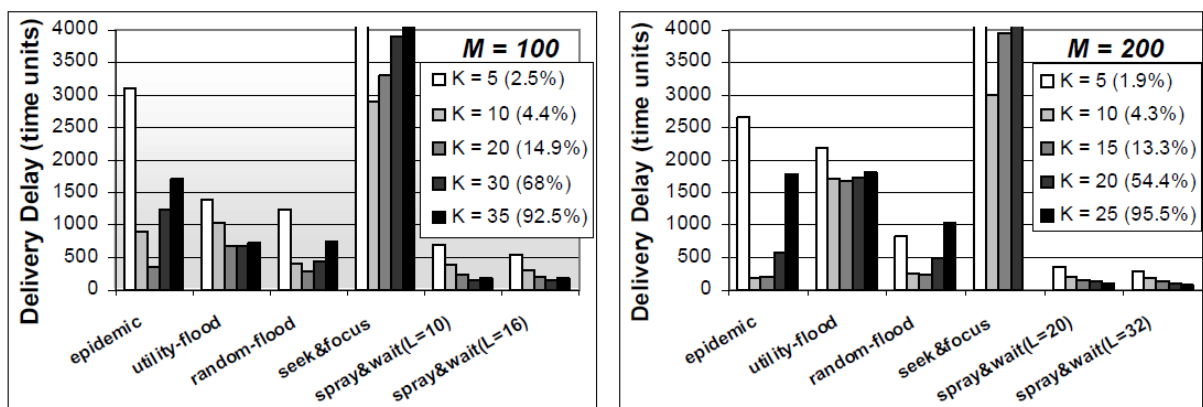 Delivery Delay (time units)
4000
3500
3000
2500
2000
1500
1000
500
0
M = 100
K = 5 (2.5%)
K = 10 (4.4%)
K = 20 (14.9%)
K = 30 (68%)
K = 35 (92.5%)
epidemic
utility-flood
random-flood
seek&focus
spray&wait(L=10)
spray&wait(L=16)
Delivery Delay (time units)
4000
3500
3000
2500
2000
1500
1000
500
0
M = 200
K = 5 (1.9%)
K = 10 (4.3%)
K = 15 (13.3%)
K = 20 (54.4%)
K = 25 (95.5%)
epidemic
utility-flood
random-flood
seek&focus
spray&wait(L=20)
spray&wait(L=32)